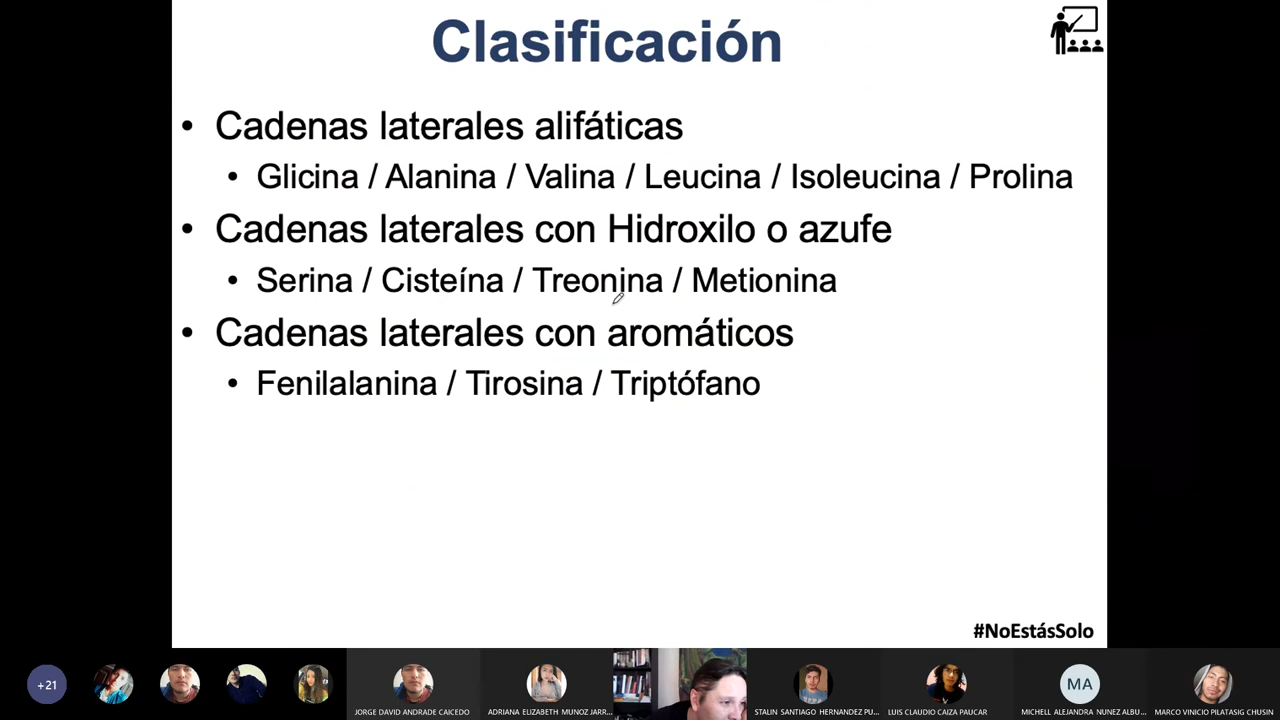 Clasificación
• Cadenas laterales alifáticas
• Glicina / Alanina / Valina / Leucina / Isoleucina / Prolina
• Cadenas laterales con Hidroxilo o azufe
• Serina / Cisteína / Treonina / Metionina
• Cadenas laterales con aromáticos
• Fenilalanina / Tirosina / Triptófano
#NoEstásSolo
+21
JORGE DAVID ANDRADE CAICEDO
ADRIANA ELIZABETH MUNOZ JARR...
STALIN SANTIAGO HERNANDEZ PU...
LUIS CLAUDIO CAIZA PAUCAR
MA
MICHELL ALEJANDRA NUNEZ ALBU...
MARCO VINICIO PILATASIG CHUSIN